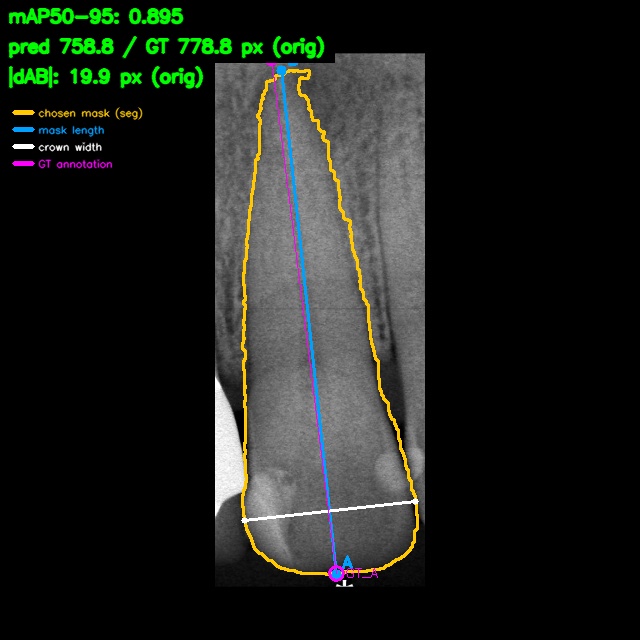 mAP50-95: 0.895
pred 758.8 / GT 778.8 px (orig)
|dAB|: 19.9 px (orig)
chosen mask (seg)
mask length
crown width
GT annotation
A
GT_A